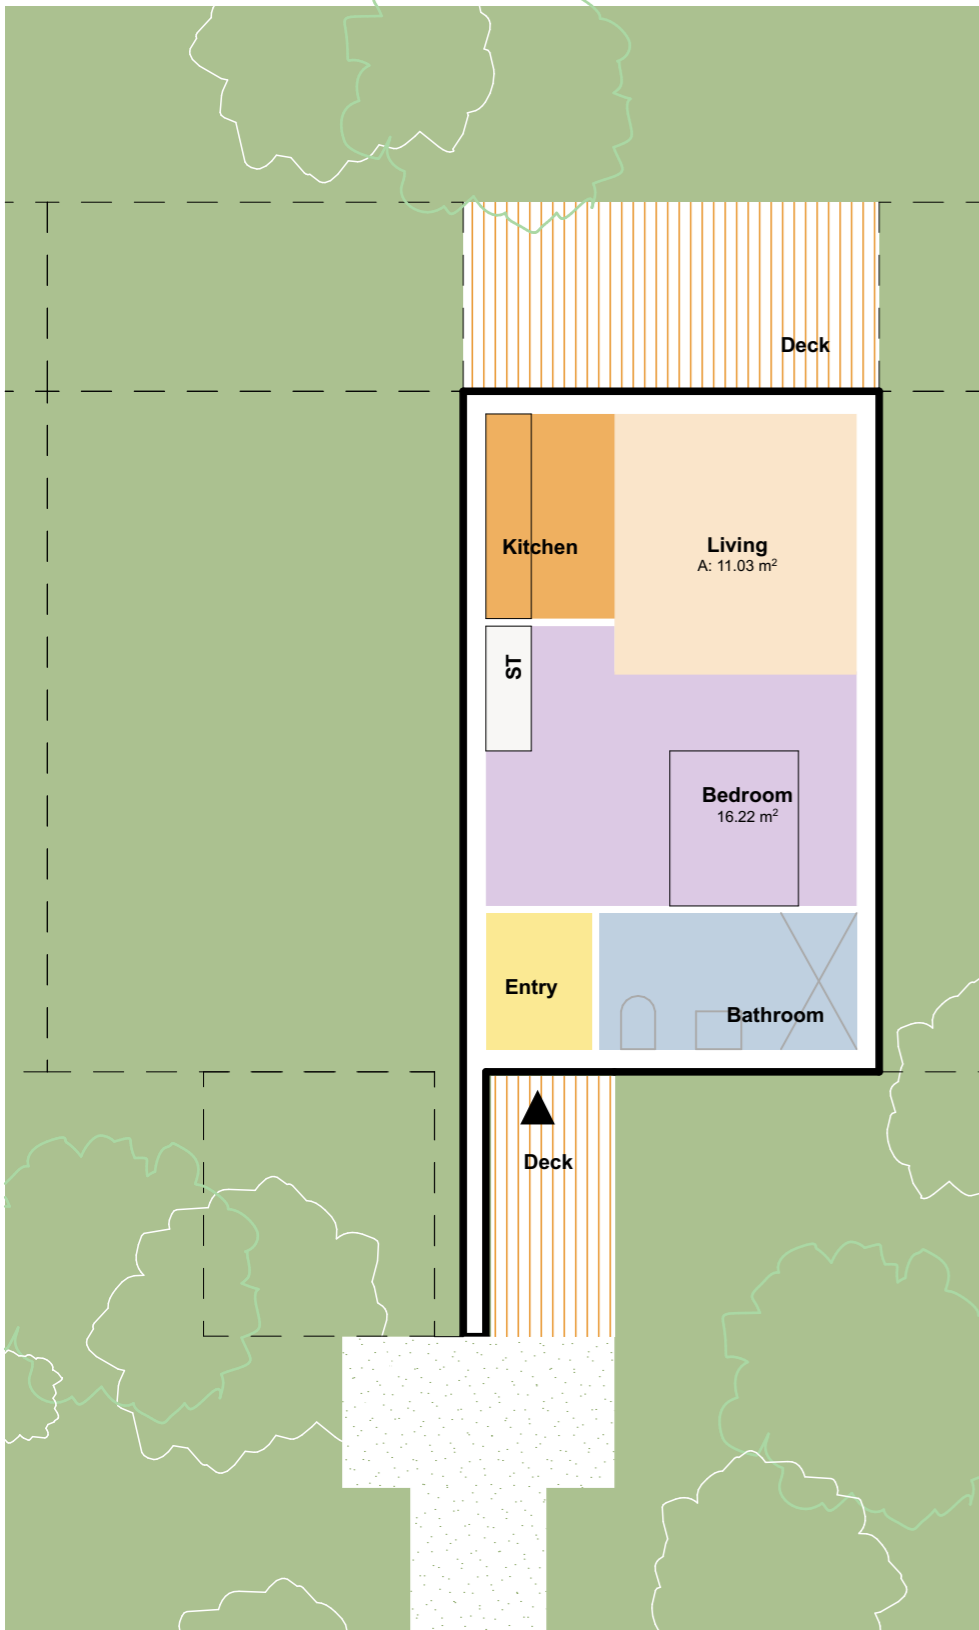 Deck
Kitchen
Living
A: 11.03 m²
ST
Bedroom
16.22 m²
Entry
Bathroom
Deck